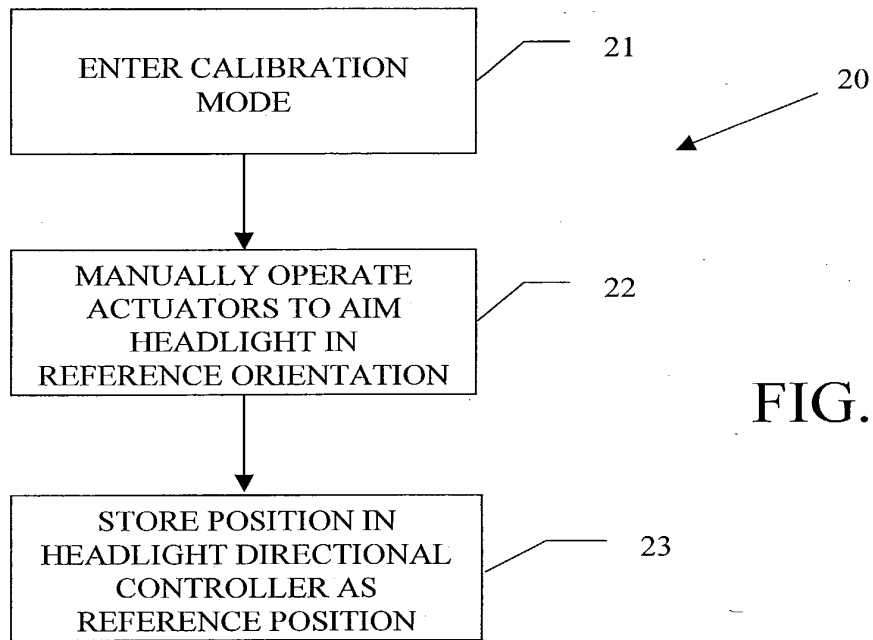 ENTER CALIBRATION
MODE
21
20
MANUALLY OPERATE
ACTUATORS TO AIM
HEADLIGHT IN
REFERENCE ORIENTATION
22
FIG.
STORE POSITION IN
HEADLIGHT DIRECTIONAL
CONTROLLER AS
REFERENCE POSITION
23